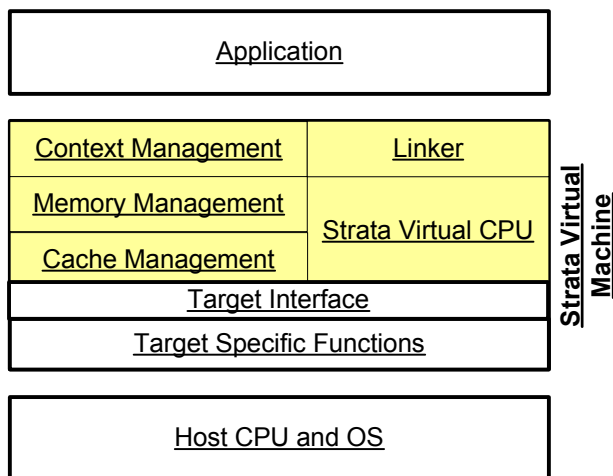 Application
Context Management
Linker
Memory Management
Strata Virtual CPU
Cache Management
Target Interface
Target Specific Functions
Strata Virtual
Machine
Host CPU and OS